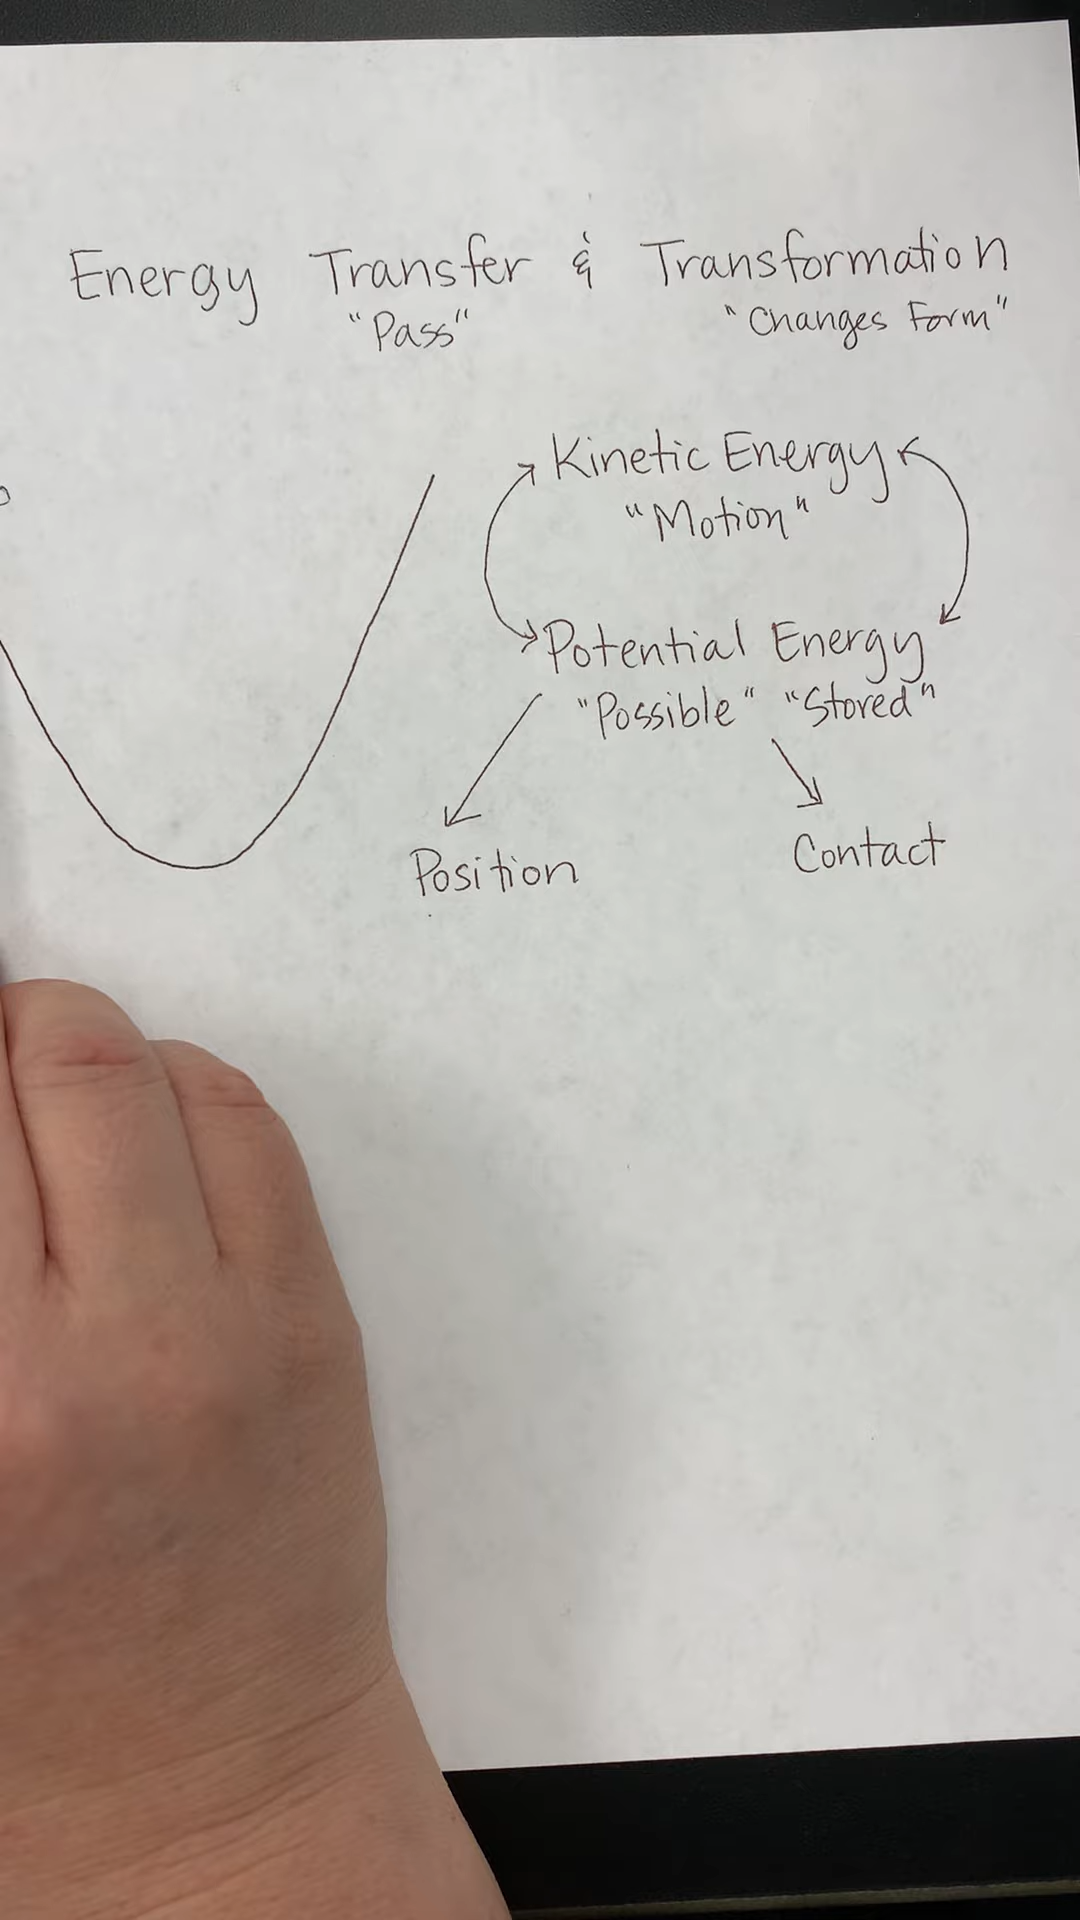 Energy Transfer & Transformation
"Pass" "Changes Form"
Kinetic Energy
"Motion"
Potential Energy
"Possible" "Stored"
Position
Contact